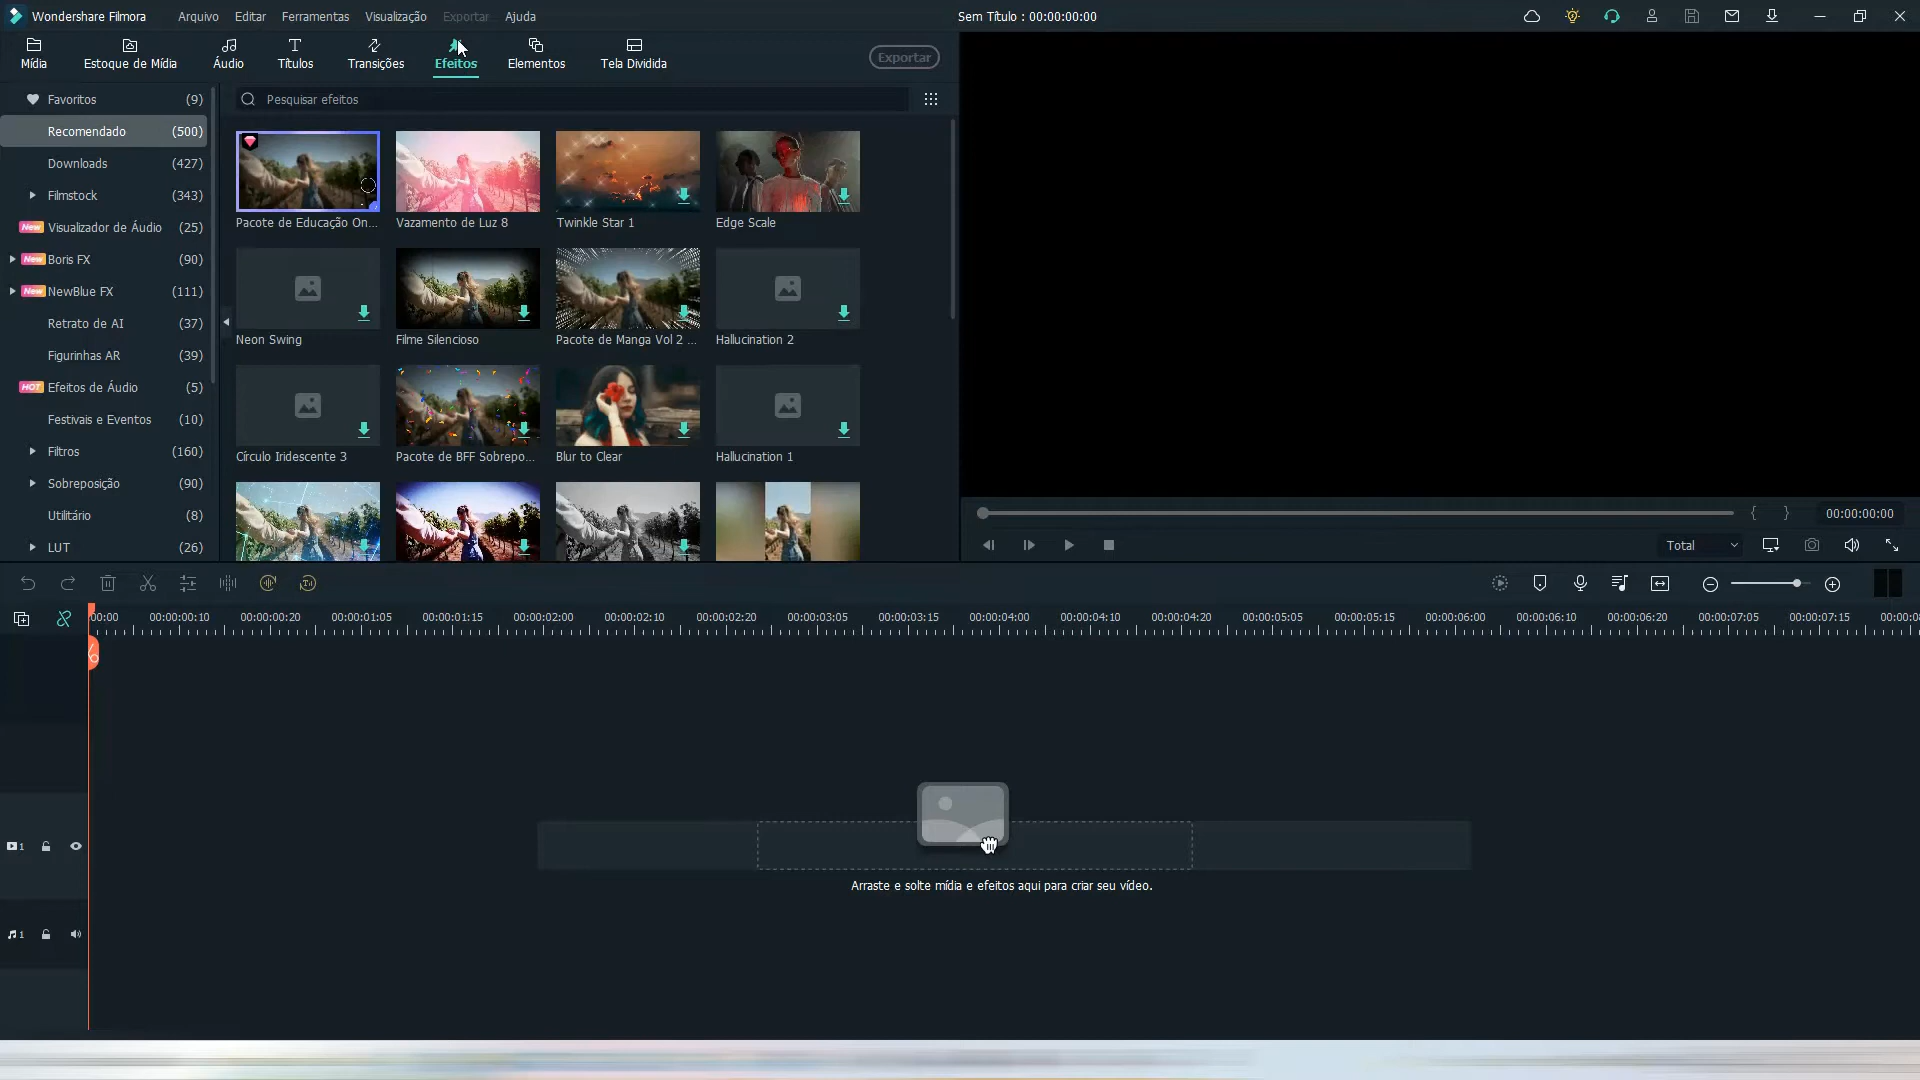 Wondershare Filmora
Arquivo
Editar
Ferramentas
Visualização
Exportar
Ajuda
Sem Título : 00:00:00:00
Mídia
Estoque de Mídia
Áudio
Títulos
Transições
Efeitos
Elementos
Tela Dividida
Exportar
Favoritos (9)
Recomendado (500)
Downloads (427)
Filmstock (343)
New Visualizador de Áudio (25)
New Boris FX (90)
New NewBlue FX (111)
Retrato de AI (37)
Figurinhas AR (39)
HOT Efeitos de Áudio (5)
Festivais e Eventos (10)
Filtros (160)
Sobreposição (90)
Utilitário (8)
LUT (26)
Pesquisar efeitos
Pacote de Educação On...
Vazamento de Luz 8
Twinkle Star 1
Edge Scale
Neon Swing
Filme Silencioso
Pacote de Manga Vol 2 ...
Hallucination 2
Círculo Iridescente 3
Pacote de BFF Sobrepo...
Blur to Clear
Hallucination 1
{ } 00:00:00:00
Total
00:00 00:00:00:10 00:00:00:20 00:00:01:05 00:00:01:15 00:00:02:00 00:00:02:10 00:00:02:20 00:00:03:05 00:00:03:15 00:00:04:00 00:00:04:10 00:00:04:20 00:00:05:05 00:00:05:15 00:00:06:00 00:00:06:10 00:00:06:20 00:00:07:05 00:00:07:15 00:00:0
1
Arraste e solte mídia e efeitos aqui para criar seu vídeo.
1